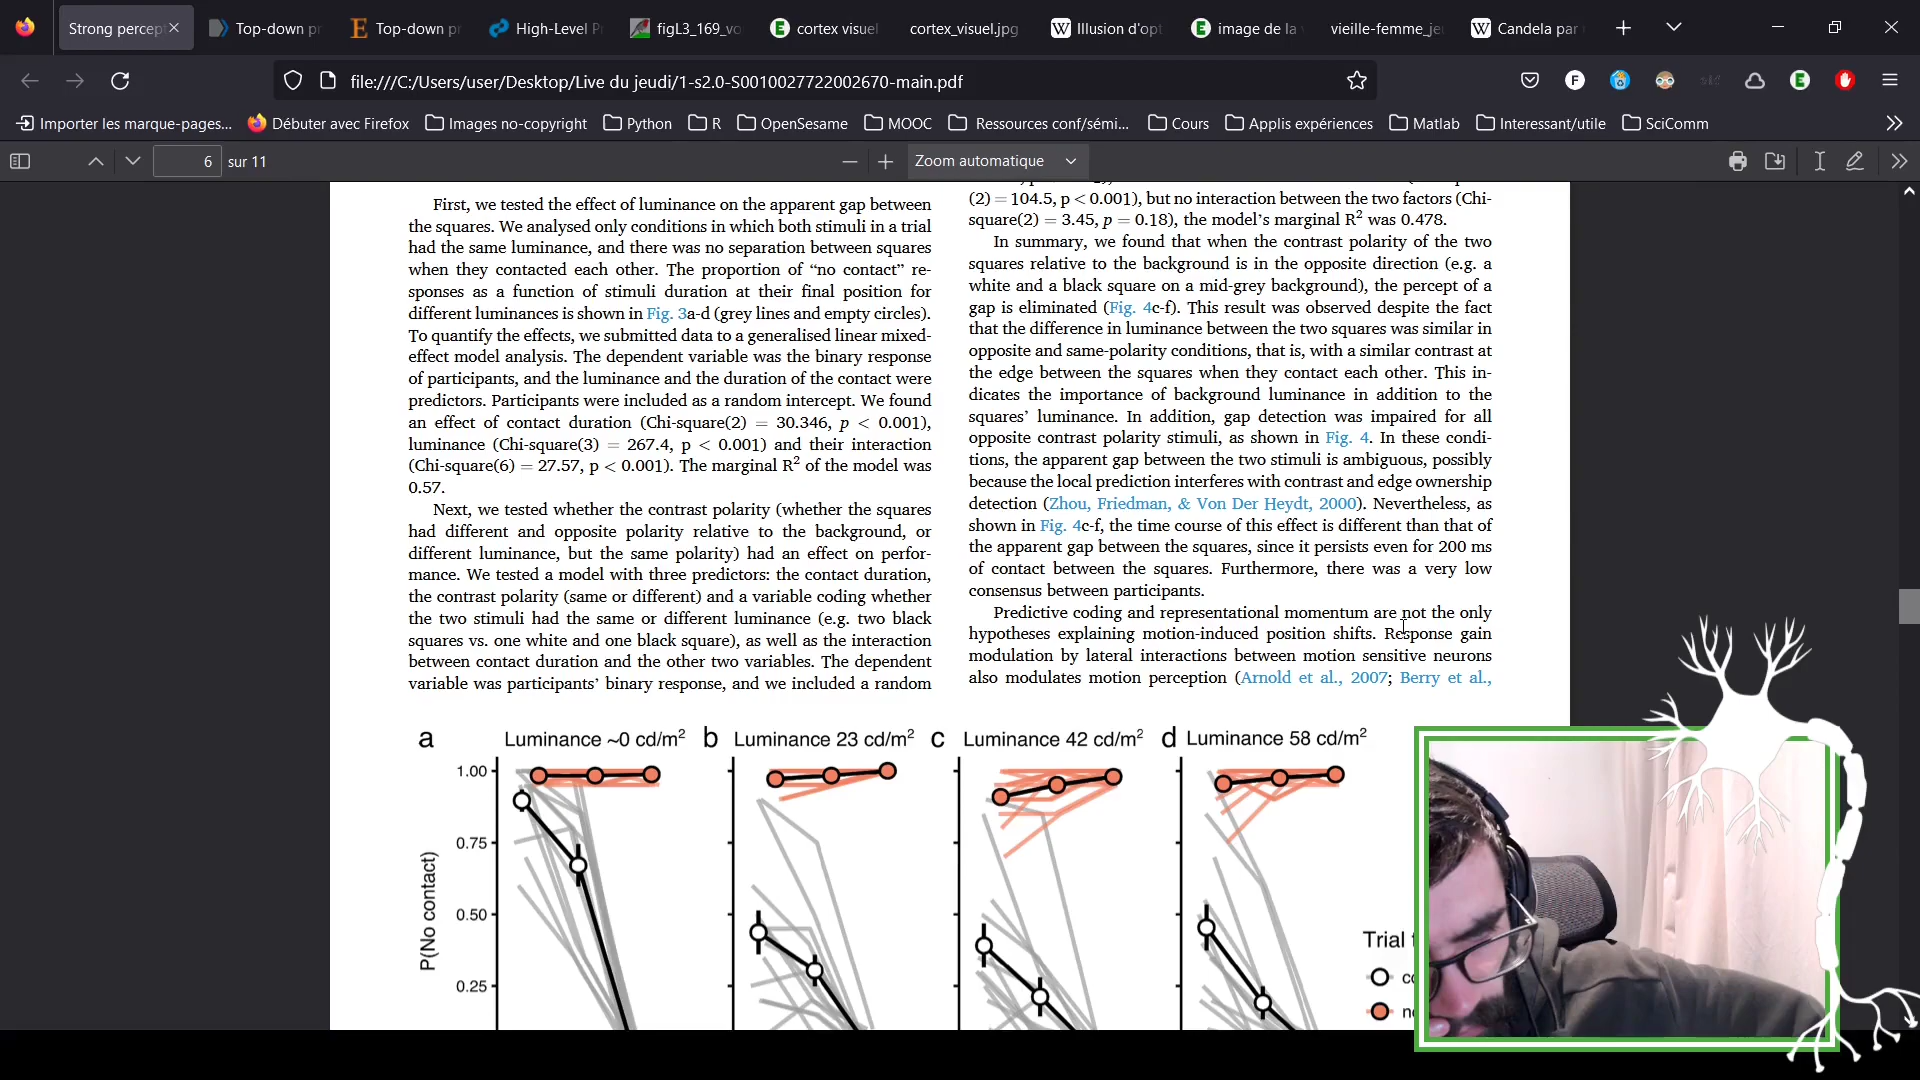 Strong percep
Top-down pr
Top-down pr
High-Level P
figL3_169_vo
cortex visuel
cortex_visuel.jpg
Illusion d'opt
image de la
vieille-femme_je
Candela par
file:///C:/Users/user/Desktop/Live du jeudi/1-s2.0-S0010027722002670-main.pdf
Importer les marque-pages...
Débuter avec Firefox
Images no-copyright
Python
R
OpenSesame
MOOC
Ressources conf/sémi...
Cours
Applis expériences
Matlab
Interessant/utile
SciComm
6 sur 11
Zoom automatique
First, we tested the effect of luminance on the apparent gap between
the squares. We analysed only conditions in which both stimuli in a trial
had the same luminance, and there was no separation between squares
when they contacted each other. The proportion of “no contact” re-
sponses as a function of stimuli duration at their final position for
different luminances is shown in Fig. 3a-d (grey lines and empty circles).
To quantify the effects, we submitted data to a generalised linear mixed-
effect model analysis. The dependent variable was the binary response
of participants, and the luminance and the duration of the contact were
predictors. Participants were included as a random intercept. We found
an effect of contact duration (Chi-square(2) = 30.346, p < 0.001),
luminance (Chi-square(3) = 267.4, p < 0.001) and their interaction
(Chi-square(6) = 27.57, p < 0.001). The marginal R² of the model was
0.57.
Next, we tested whether the contrast polarity (whether the squares
had different and opposite polarity relative to the background, or
different luminance, but the same polarity) had an effect on perfor-
mance. We tested a model with three predictors: the contact duration,
the contrast polarity (same or different) and a variable coding whether
the two stimuli had the same or different luminance (e.g. two black
squares vs. one white and one black square), as well as the interaction
between contact duration and the other two variables. The dependent
variable was participants’ binary response, and we included a random
(2) = 104.5, p < 0.001), but no interaction between the two factors (Chi-
square(2) = 3.45, p = 0.18), the model’s marginal R² was 0.478.
In summary, we found that when the contrast polarity of the two
squares relative to the background is in the opposite direction (e.g. a
white and a black square on a mid-grey background), the percept of a
gap is eliminated (Fig. 4c-f). This result was observed despite the fact
that the difference in luminance between the two squares was similar in
opposite and same-polarity conditions, that is, with a similar contrast at
the edge between the squares when they contact each other. This in-
dicates the importance of background luminance in addition to the
squares’ luminance. In addition, gap detection was impaired for all
opposite contrast polarity stimuli, as shown in Fig. 4. In these condi-
tions, the apparent gap between the two stimuli is ambiguous, possibly
because the local prediction interferes with contrast and edge ownership
detection (Zhou, Friedman, & Von Der Heydt, 2000). Nevertheless, as
shown in Fig. 4c-f, the time course of this effect is different than that of
the apparent gap between the squares, since it persists even for 200 ms
of contact between the squares. Furthermore, there was a very low
consensus between participants.
Predictive coding and representational momentum are not the only
hypotheses explaining motion-induced position shifts. Response gain
modulation by lateral interactions between motion sensitive neurons
also modulates motion perception (Arnold et al., 2007; Berry et al.,
a Luminance ~0 cd/m²
b Luminance 23 cd/m²
c Luminance 42 cd/m²
d Luminance 58 cd/m²
P(No contact)
1.00
0.75
0.50
0.25
Trial